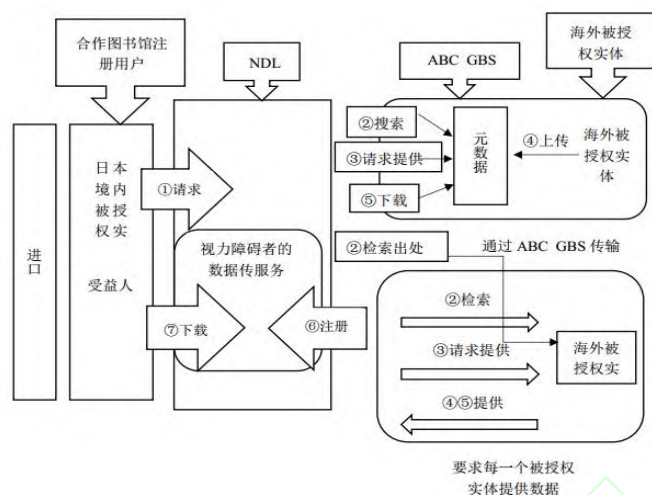 合作图书馆注
册用户
NDL
ABC GBS
海外被授
权实体
进口
日本
境内
被授
权实
受益人
①请求
视力障碍者的
数据传服务
⑦下载
⑥注册
②搜索
③请求提供
⑤下载
元数据
④上传
海外被
授权实
体
②检索出处
通过 ABC GBS 传输
②检索
③请求提供
④⑤提供
海外被
授权实
要求每一个被授权
实体提供数据